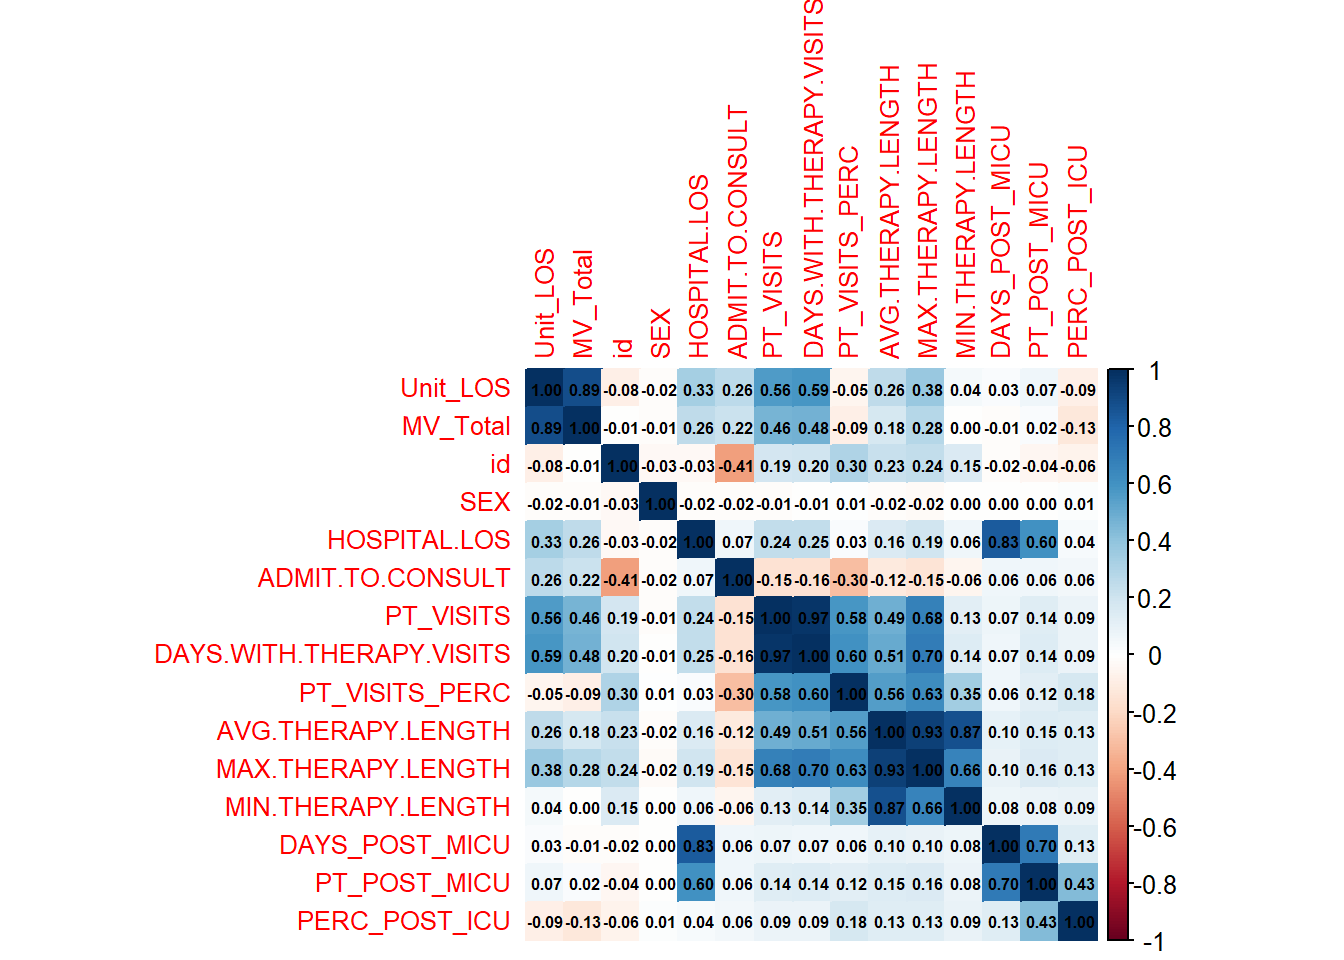 Unit_LOS MV_Total id SEX HOSPITAL.LOS ADMIT.TO.CONSULT PT_VISITS DAYS.WITH.THERAPY.VISITS PT_VISITS_PERC AVG.THERAPY.LENGTH MAX.THERAPY.LENGTH MIN.THERAPY.LENGTH DAYS_POST_MICU PT_POST_MICU PERC_POST_ICU
Unit_LOS 1.00 0.89 -0.08 -0.02 0.33 0.26 0.56 0.59 -0.05 0.26 0.38 0.04 0.03 0.07 -0.09
MV_Total 0.89 1.00 -0.01 -0.01 0.26 0.22 0.46 0.48 -0.09 0.18 0.28 0.00 -0.01 0.02 -0.13
id -0.08 -0.01 1.00 -0.03 -0.03 -0.41 0.19 0.20 0.30 0.23 0.24 0.15 -0.02 -0.04 -0.06
SEX -0.02 -0.01 -0.03 1.00 -0.02 -0.02 -0.01 -0.01 0.01 -0.02 -0.02 0.00 0.00 0.00 0.01
HOSPITAL.LOS 0.33 0.26 -0.03 -0.02 1.00 0.07 0.24 0.25 0.03 0.16 0.19 0.06 0.83 0.60 0.04
ADMIT.TO.CONSULT 0.26 0.22 -0.41 -0.02 0.07 1.00 -0.15 -0.16 -0.30 -0.12 -0.15 -0.06 0.06 0.06 0.06
PT_VISITS 0.56 0.46 0.19 -0.01 0.24 -0.15 1.00 0.97 0.58 0.49 0.68 0.13 0.07 0.14 0.09
DAYS.WITH.THERAPY.VISITS 0.59 0.48 0.20 -0.01 0.25 -0.16 0.97 1.00 0.60 0.51 0.70 0.14 0.07 0.14 0.09
PT_VISITS_PERC -0.05 -0.09 0.30 0.01 0.03 -0.30 0.58 0.60 1.00 0.56 0.63 0.35 0.06 0.12 0.18
AVG.THERAPY.LENGTH 0.26 0.18 0.23 -0.02 0.16 -0.12 0.49 0.51 0.56 1.00 0.93 0.87 0.10 0.15 0.13
MAX.THERAPY.LENGTH 0.38 0.28 0.24 -0.02 0.19 -0.15 0.68 0.70 0.63 0.93 1.00 0.66 0.10 0.16 0.13
MIN.THERAPY.LENGTH 0.04 0.00 0.15 0.00 0.06 -0.06 0.13 0.14 0.35 0.87 0.66 1.00 0.08 0.08 0.09
DAYS_POST_MICU 0.03 -0.01 -0.02 0.00 0.83 0.06 0.07 0.07 0.06 0.10 0.10 0.08 1.00 0.70 0.13
PT_POST_MICU 0.07 0.02 -0.04 0.00 0.60 0.06 0.14 0.14 0.12 0.15 0.16 0.08 0.70 1.00 0.43
PERC_POST_ICU -0.09 -0.13 -0.06 0.01 0.04 0.06 0.09 0.09 0.18 0.13 0.13 0.09 0.13 0.43 1.00
1
0.8
0.6
0.4
0.2
0
-0.2
-0.4
-0.6
-0.8
-1